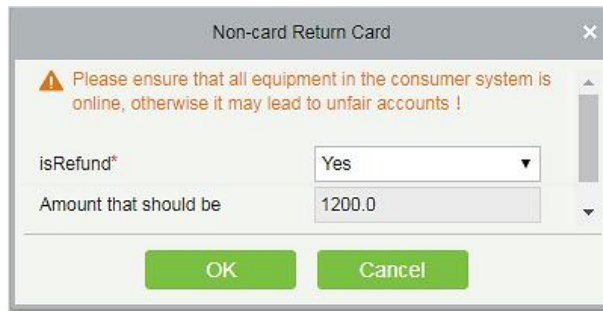 Non-card Return Card ×
Please ensure that all equipment in the consumer system is
online, otherwise it may lead to unfair accounts !
isRefund* Yes
Amount that should be 1200.0
OK Cancel